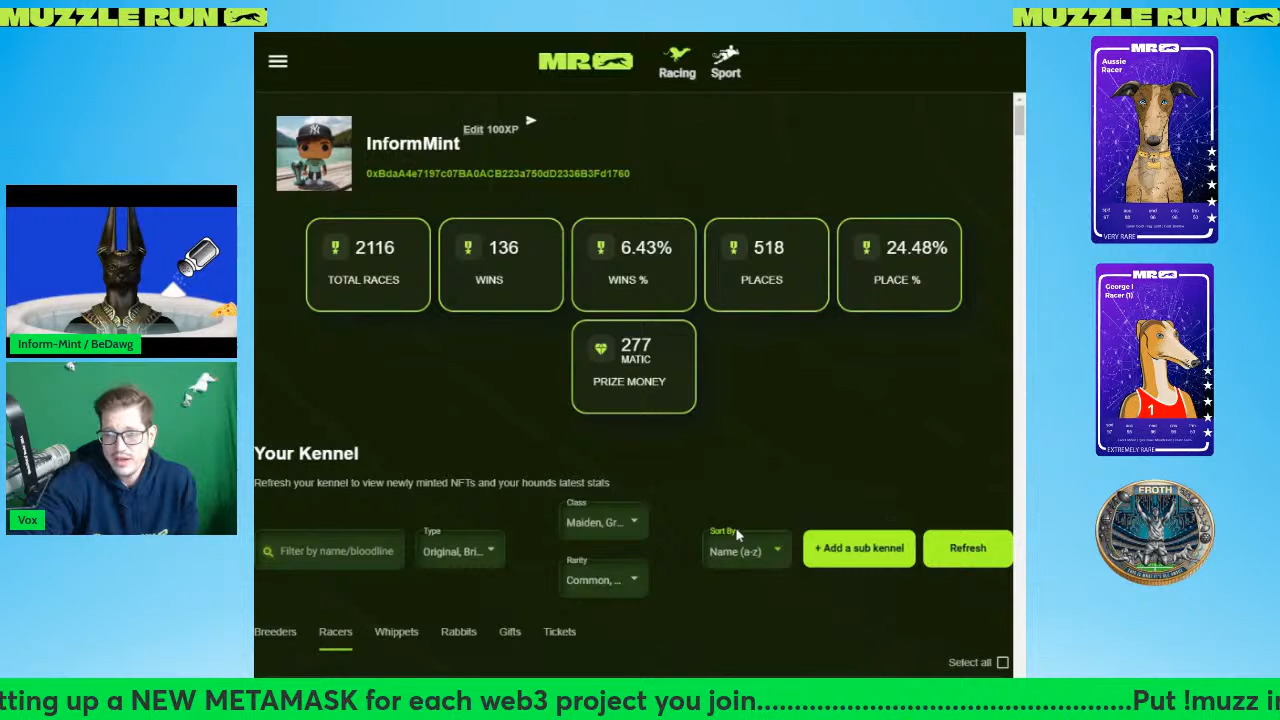 MUZZLE RUN
MUZZLE RUN
MR
Racing
Sport
InformMint
Edit 100XP
0xBdaA4e7197c07BA0ACB223a750dD2336B3Fd1760
2116
TOTAL RACES
136
WINS
6.43%
WINS %
518
PLACES
24.48%
PLACE %
277
MATIC
PRIZE MONEY
Your Kennel
Refresh your kennel to view newly minted NFTs and your hounds latest stats
Filter by name/bloodline
Type
Original, Bri...
Class
Maiden, Gr...
Rarity
Common, ...
Sort By
Name (a-z)
+ Add a sub kennel
Refresh
Breeders
Racers
Whippets
Rabbits
Gifts
Tickets
Select all
Inform-Mint / BeDawg
Vox
MR
Aussie
Racer
VERY RARE
MR
George I
Racer (1)
1
EXTREMELY RARE
FROTH
tting up a NEW METAMASK for each web3 project you join..................................................Put !muzz i